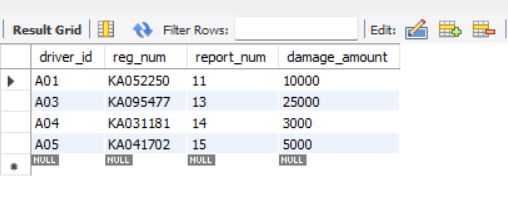 Result Grid Filter Rows: Edit:
driver_id reg_num report_num damage_amount
A01 KA052250 11 10000
A03 KA095477 13 25000
A04 KA031181 14 3000
A05 KA041702 15 5000
NULL NULL NULL NULL